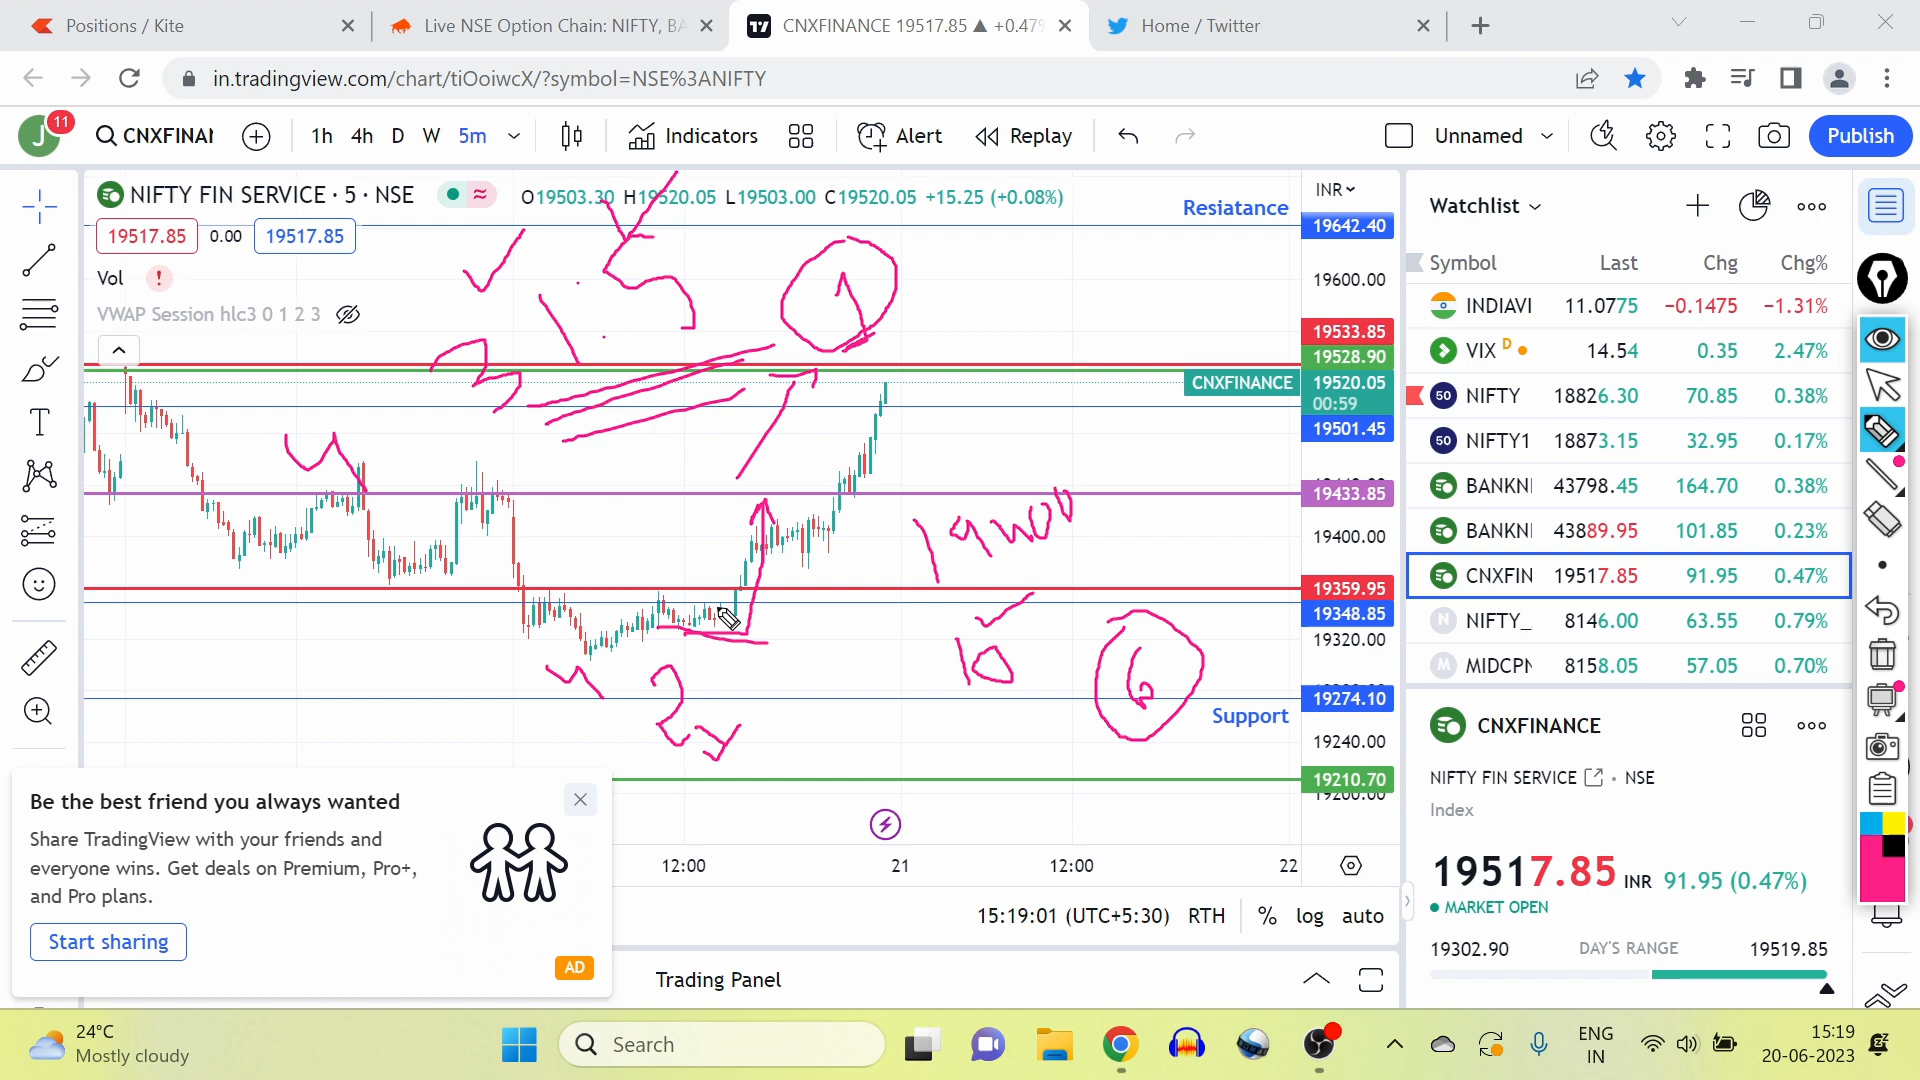 Positions / Kite
Live NSE Option Chain: NIFTY, BA
CNXFINANCE 19517.85 ▲ +0.47%
Home / Twitter
in.tradingview.com/chart/tiOoiwcX/?symbol=NSE%3ANIFTY
J
11
CNXFINAN
1h 4h D W 5m
Indicators
Alert
Replay
Unnamed
Publish
NIFTY FIN SERVICE · 5 · NSE
O19503.30 H19520.05 L19503.00 C19520.05 +15.25 (+0.08%)
19517.85 0.00 19517.85
Vol
VWAP Session hlc3 0 1 2 3
Resiatance
Support
INR
19642.40
19600.00
19533.85
19528.90
CNXFINANCE 19520.05
00:59
19501.45
19433.85
19400.00
19359.95
19348.85
19320.00
19274.10
19240.00
19210.70
19200.00
10
6
12:00 21 12:00 22
15:19:01 (UTC+5:30) RTH % log auto
Trading Panel
Be the best friend you always wanted
Share TradingView with your friends and
everyone wins. Get deals on Premium, Pro+,
and Pro plans.
Start sharing
AD
Watchlist
Symbol Last Chg Chg%
INDIAVI 11.0775 −0.1475 −1.31%
VIX D 14.54 0.35 2.47%
50 NIFTY 18826.30 70.85 0.38%
50 NIFTY1 18873.15 32.95 0.17%
BANKNI 43798.45 164.70 0.38%
BANKNI 43889.95 101.85 0.23%
CNXFIN 19517.85 91.95 0.47%
N NIFTY_ 8146.00 63.55 0.79%
M MIDCPN 8158.05 57.05 0.70%
CNXFINANCE
NIFTY FIN SERVICE · NSE
Index
19517.85 INR 91.95 (0.47%)
MARKET OPEN
19302.90 DAY'S RANGE 19519.85
24°C
Mostly cloudy
Search
ENG
IN
15:19
20-06-2023